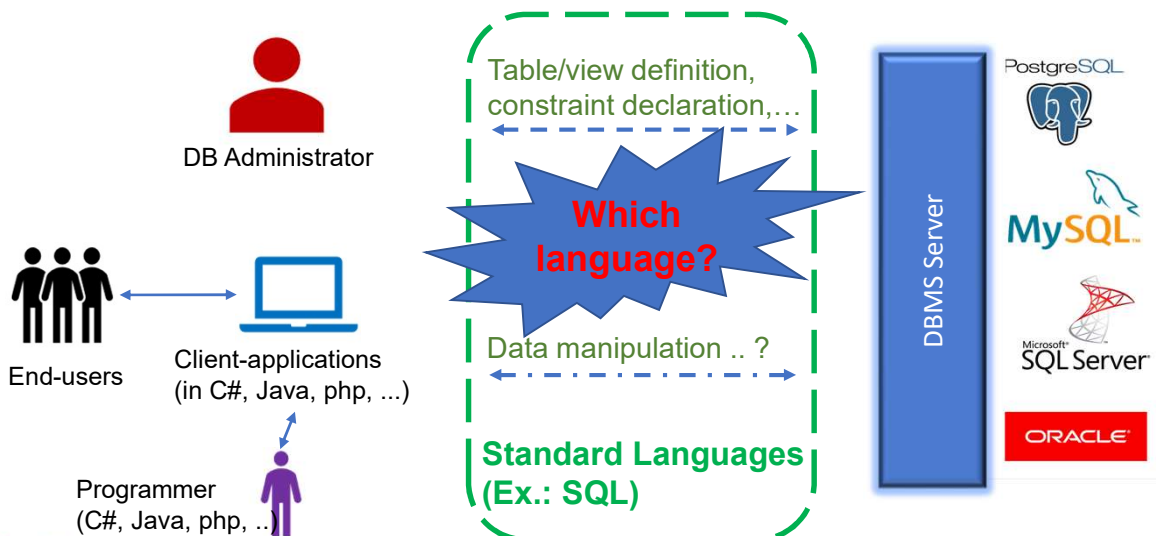 DB Administrator
End-users
Client-applications
(in C#, Java, php, ...)
Programmer
(C#, Java, php, ..)
Table/view definition,
constraint declaration,…
Which
language?
Data manipulation .. ?
Standard Languages
(Ex.: SQL)
DBMS Server
PostgreSQL
MySQL™
Microsoft®
SQL Server®
ORACLE®